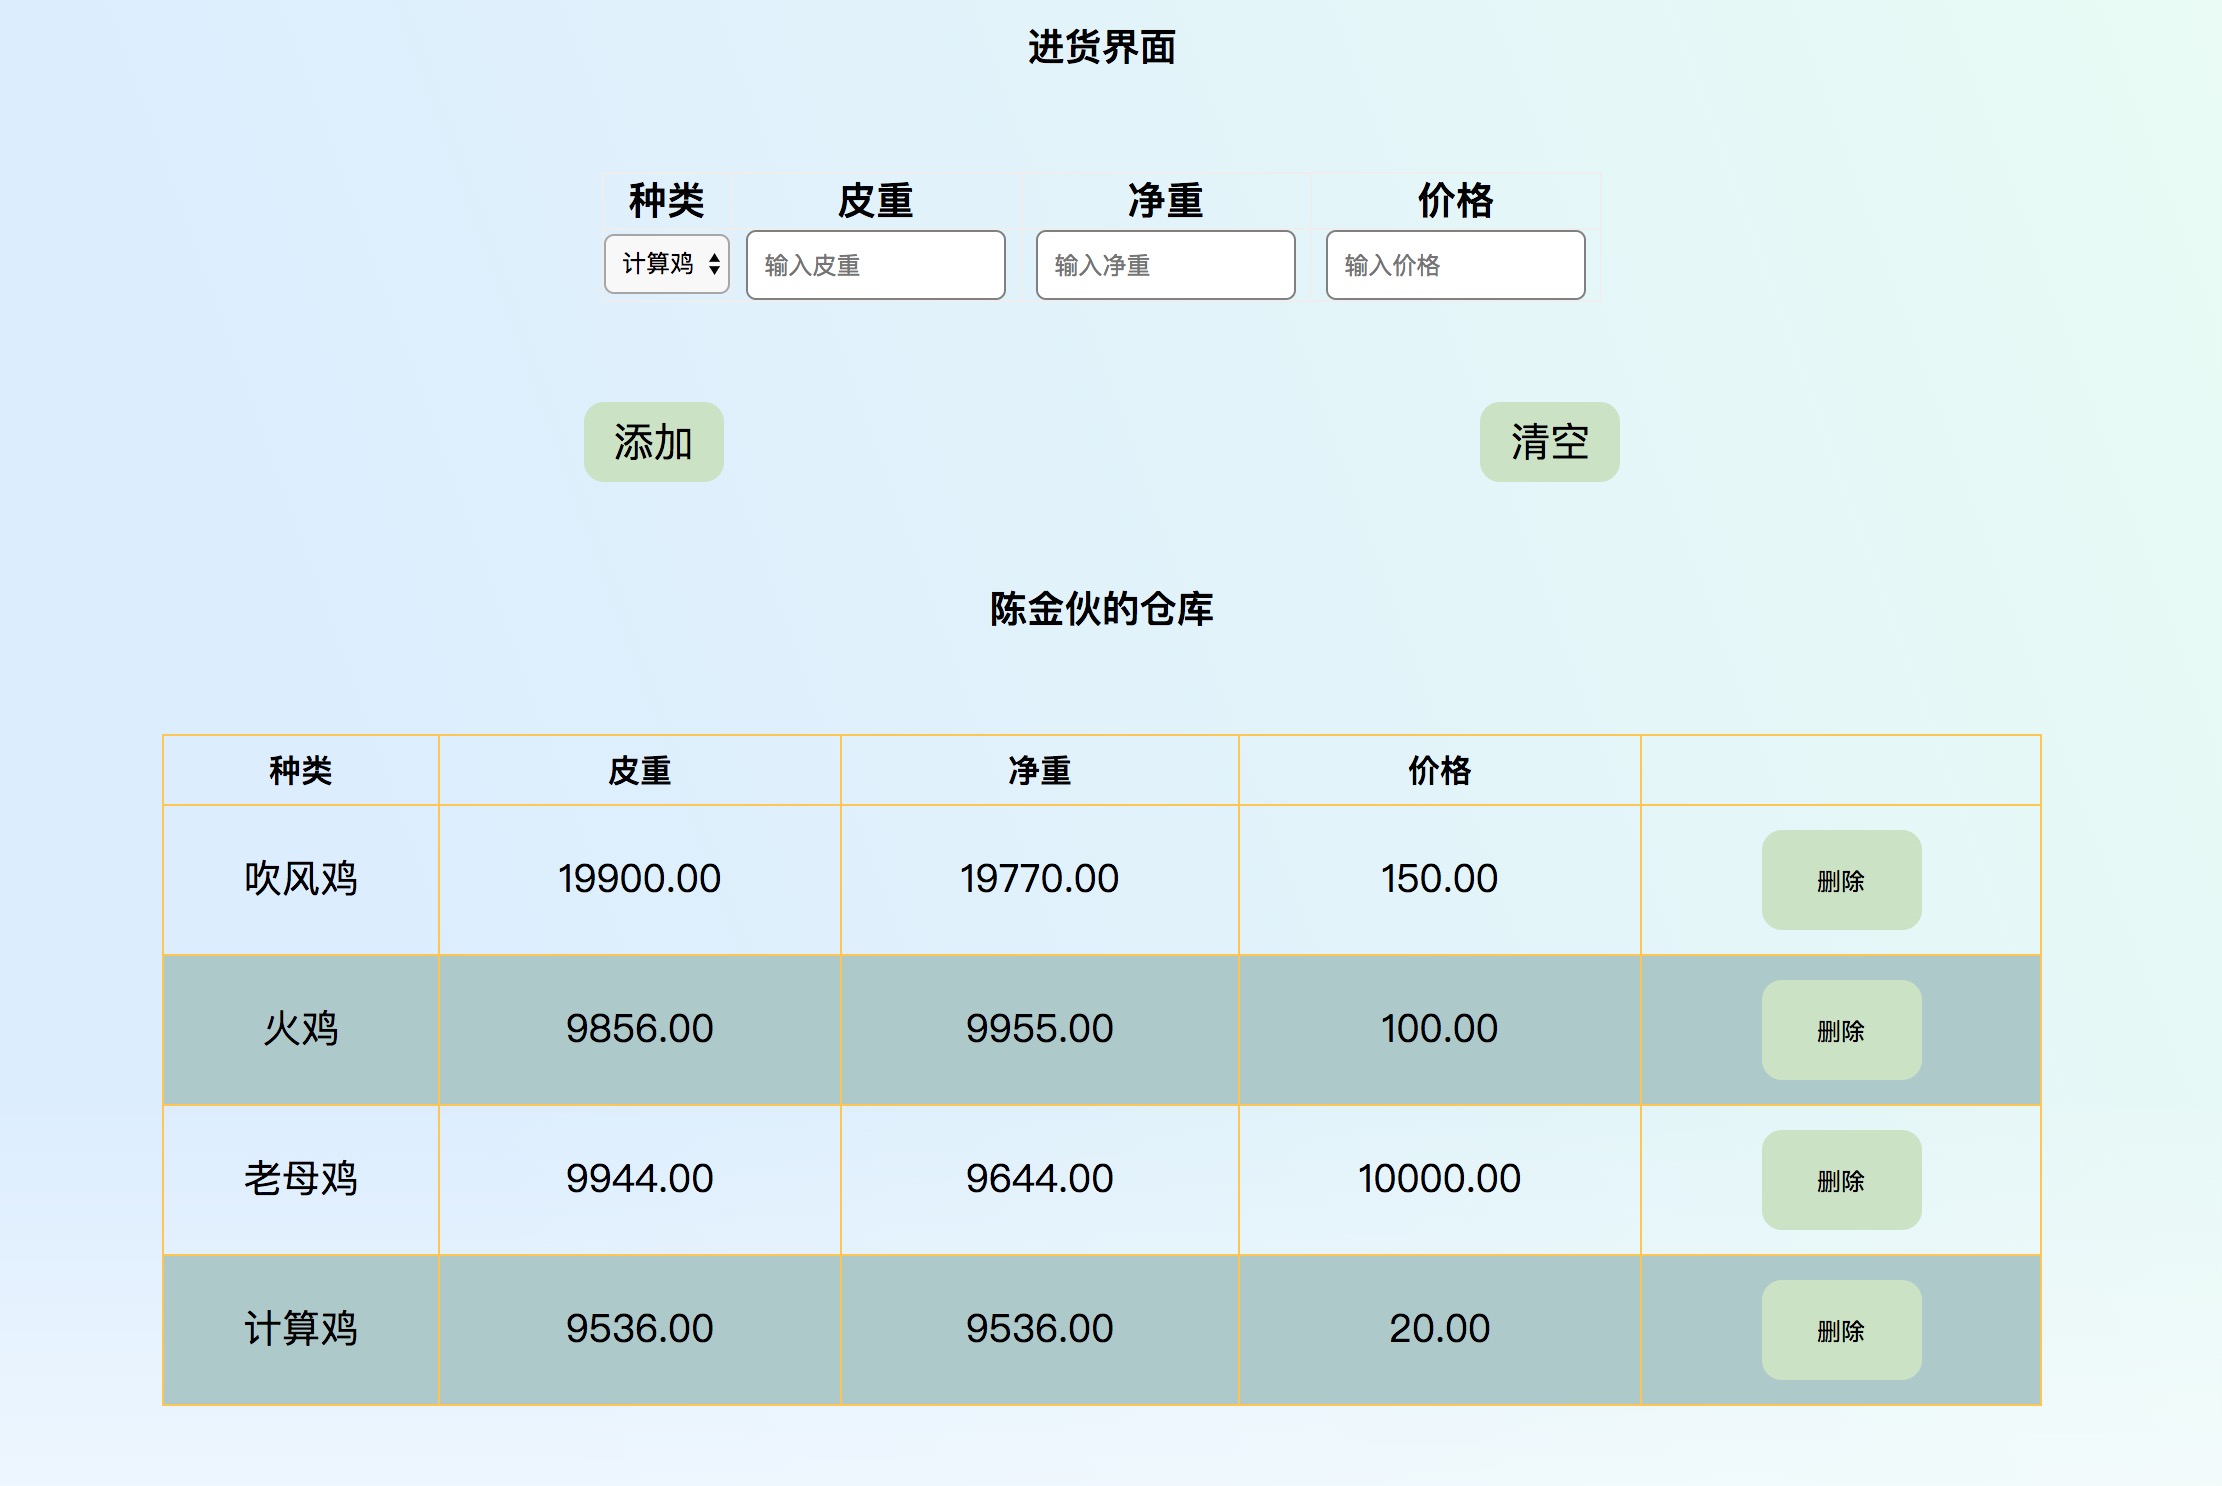 进货界面
种类 皮重 净重 价格
计算鸡 输入皮重 输入净重 输入价格
添加 清空
陈金伙的仓库
种类 皮重 净重 价格
吹风鸡 19900.00 19770.00 150.00 删除
火鸡 9856.00 9955.00 100.00 删除
老母鸡 9944.00 9644.00 10000.00 删除
计算鸡 9536.00 9536.00 20.00 删除